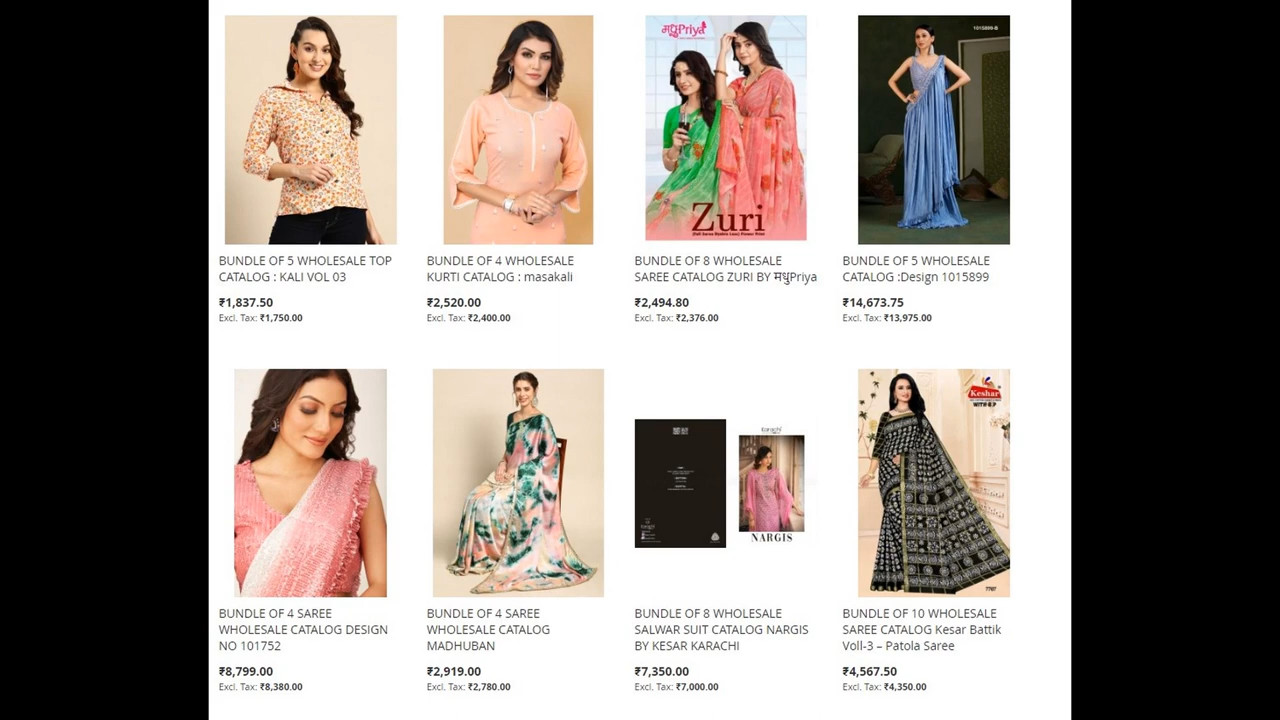 मधुPriya
Zuri
1015899-B
BUNDLE OF 5 WHOLESALE TOP
CATALOG : KALI VOL 03
₹1,837.50
Excl. Tax: ₹1,750.00
BUNDLE OF 4 WHOLESALE
KURTI CATALOG : masakali
₹2,520.00
Excl. Tax: ₹2,400.00
BUNDLE OF 8 WHOLESALE
SAREE CATALOG ZURI BY मधुPriya
₹2,494.80
Excl. Tax: ₹2,376.00
BUNDLE OF 5 WHOLESALE
CATALOG :Design 1015899
₹14,673.75
Excl. Tax: ₹13,975.00
Karachi
NARGIS
Keshar
WITH B.P
7707
BUNDLE OF 4 SAREE
WHOLESALE CATALOG DESIGN
NO 101752
₹8,799.00
Excl. Tax: ₹8,380.00
BUNDLE OF 4 SAREE
WHOLESALE CATALOG
MADHUBAN
₹2,919.00
Excl. Tax: ₹2,780.00
BUNDLE OF 8 WHOLESALE
SALWAR SUIT CATALOG NARGIS
BY KESAR KARACHI
₹7,350.00
Excl. Tax: ₹7,000.00
BUNDLE OF 10 WHOLESALE
SAREE CATALOG Kesar Battik
Voll-3 – Patola Saree
₹4,567.50
Excl. Tax: ₹4,350.00